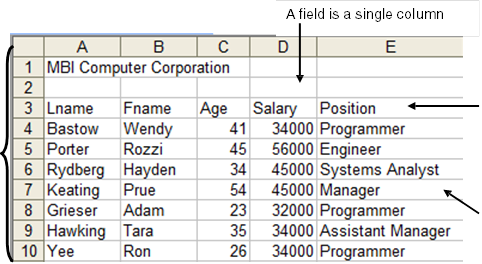 A field is a single column
A B C D E
1 MBI Computer Corporation
2
3 Lname Fname Age Salary Position
4 Bastow Wendy 41 34000 Programmer
5 Porter Rozzi 45 56000 Engineer
6 Rydberg Hayden 34 45000 Systems Analyst
7 Keating Prue 54 45000 Manager
8 Grieser Adam 23 32000 Programmer
9 Hawking Tara 35 34000 Assistant Manager
10 Yee Ron 26 34000 Programmer